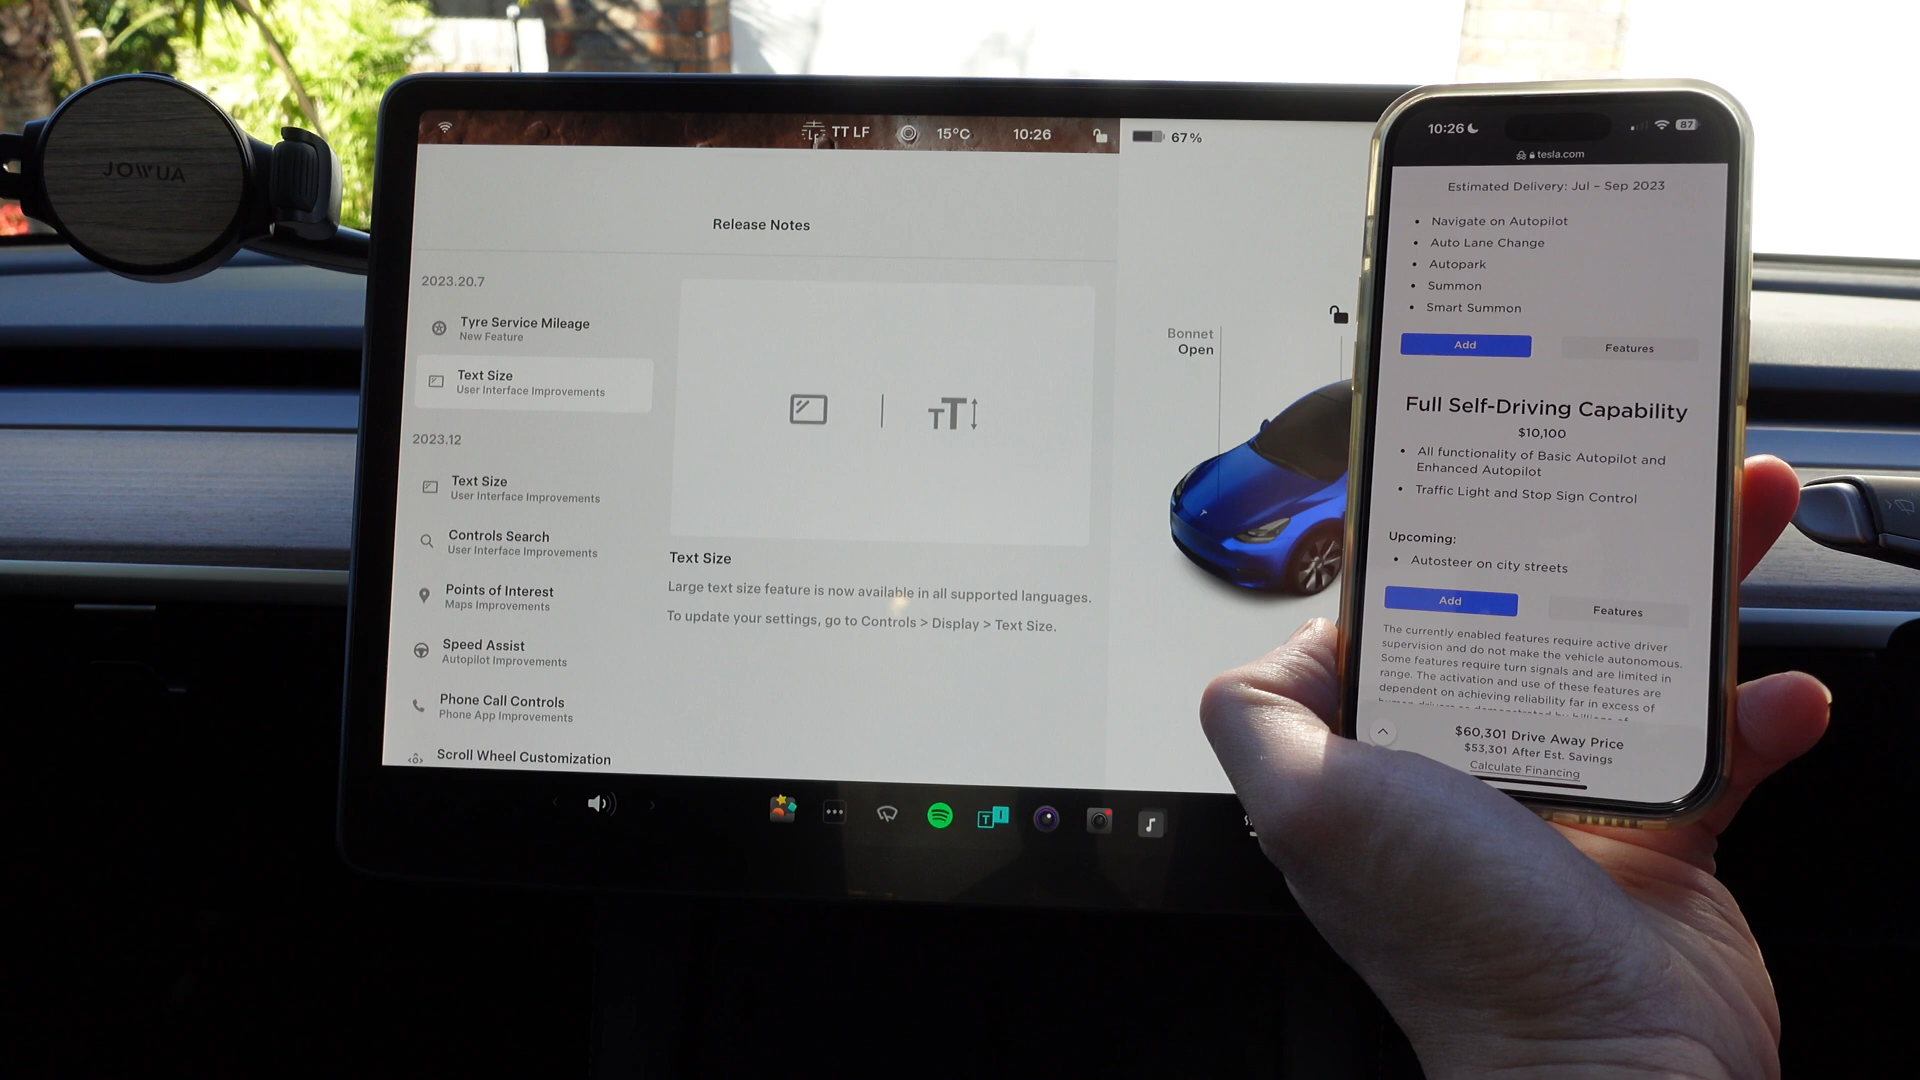 JOWUA
TT LF
15°C
10:26
67%
Release Notes
2023.20.7
Tyre Service Mileage
New Feature
Text Size
User Interface Improvements
2023.12
Text Size
User Interface Improvements
Controls Search
User Interface Improvements
Points of Interest
Maps Improvements
Speed Assist
Autopilot Improvements
Phone Call Controls
Phone App Improvements
Scroll Wheel Customization
TT
Text Size
Large text size feature is now available in all supported languages.
To update your settings, go to Controls > Display > Text Size.
Bonnet
Open
T I
10:26
87
tesla.com
Estimated Delivery: Jul – Sep 2023
• Navigate on Autopilot
• Auto Lane Change
• Autopark
• Summon
• Smart Summon
Add
Features
Full Self-Driving Capability
$10,100
• All functionality of Basic Autopilot and
Enhanced Autopilot
• Traffic Light and Stop Sign Control
Upcoming:
• Autosteer on city streets
Add
Features
The currently enabled features require active driver
supervision and do not make the vehicle autonomous.
Some features require turn signals and are limited in
range. The activation and use of these features are
dependent on achieving reliability far in excess of
$60,301 Drive Away Price
$53,301 After Est. Savings
Calculate Financing